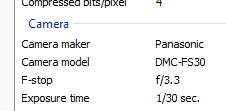 Compressed bits/pixel 4
Camera
Camera maker Panasonic
Camera model DMC-FS30
F-stop f/3.3
Exposure time 1/30 sec.